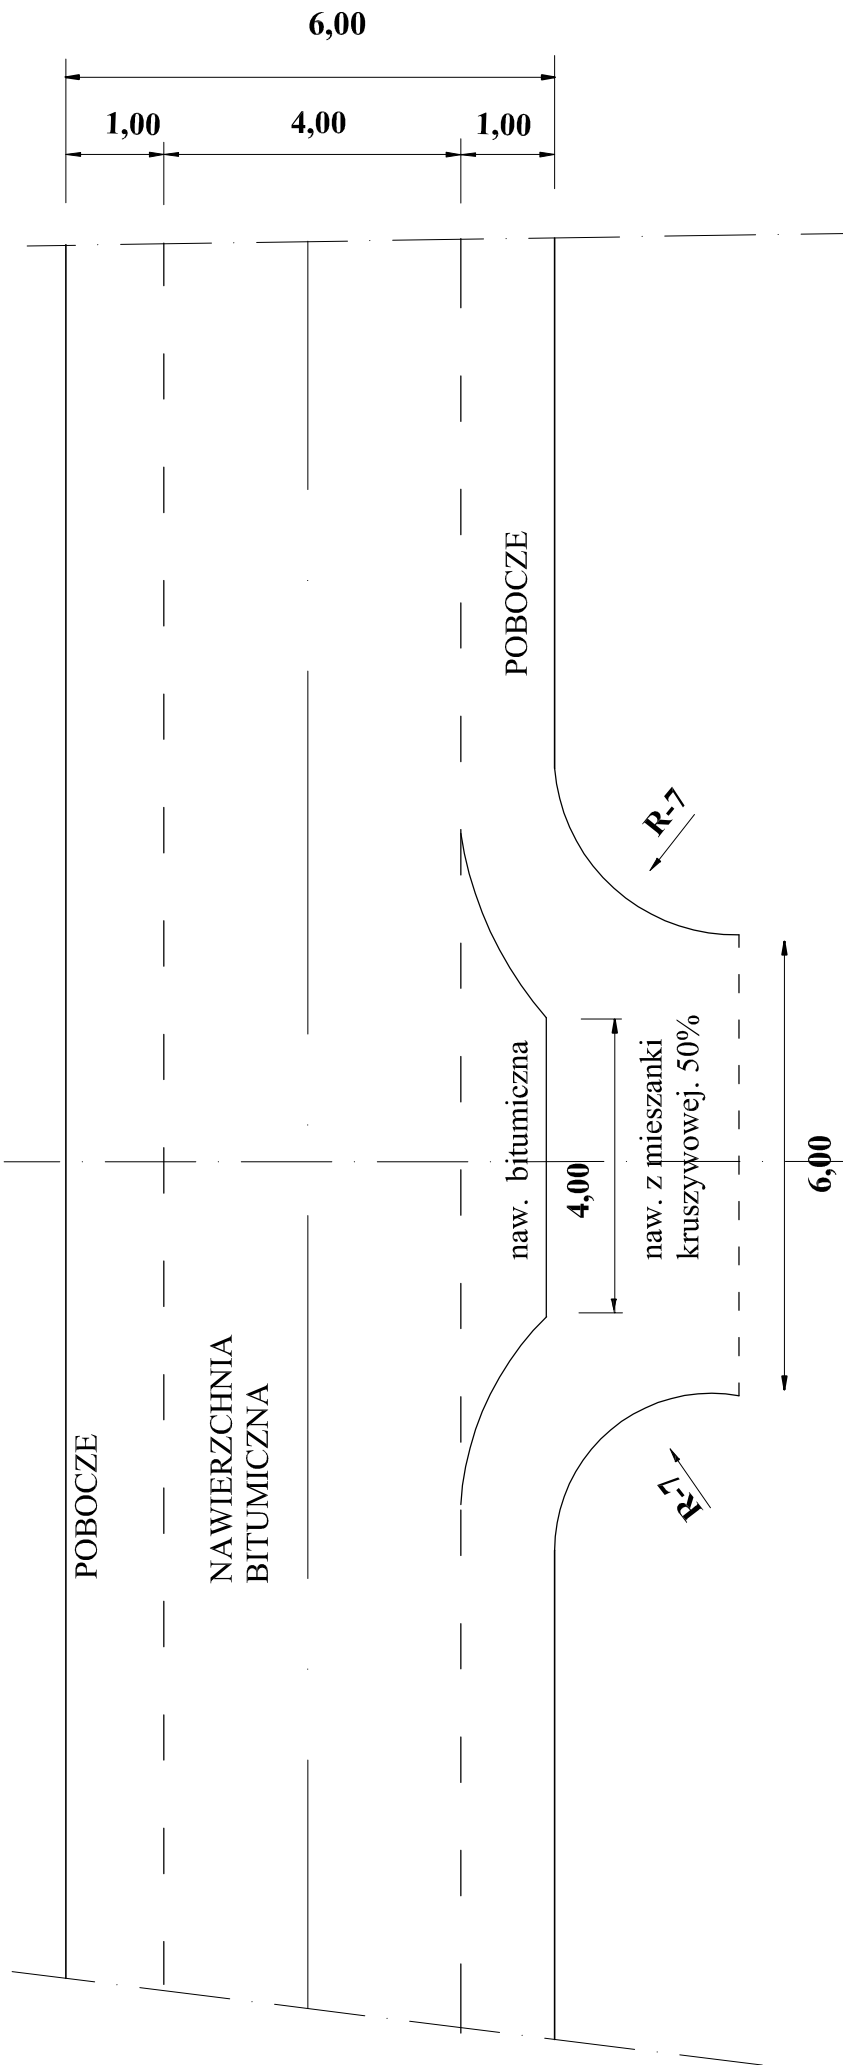 6,00
1,00
4,00
1,00
POBOCZE
R-7
naw. bitumiczna
4,00
naw. z mieszanki
kruszywowej. 50%
6,00
NAWIERZCHNIA
BITUMICZNA
POBOCZE
R-7